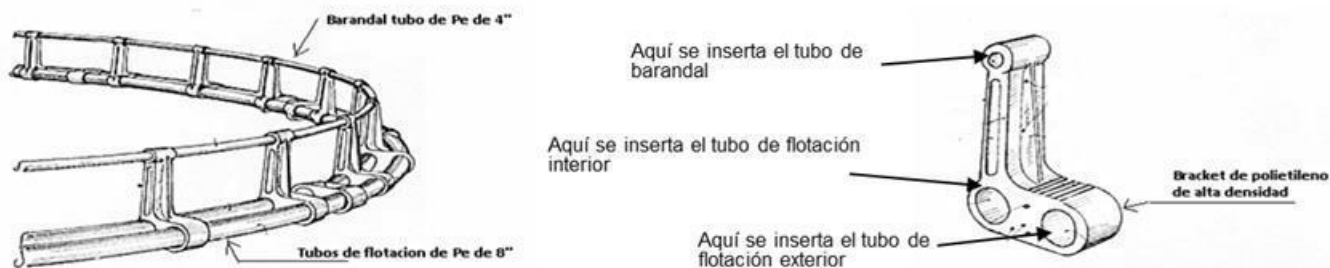 Barandal tubo de Pe de 4"
Tubos de flotacion de Pe de 8"
Aquí se inserta el tubo de
barandal
Aquí se inserta el tubo de flotación
interior
Bracket de polietileno
de alta densidad
Aquí se inserta el tubo de
flotación exterior